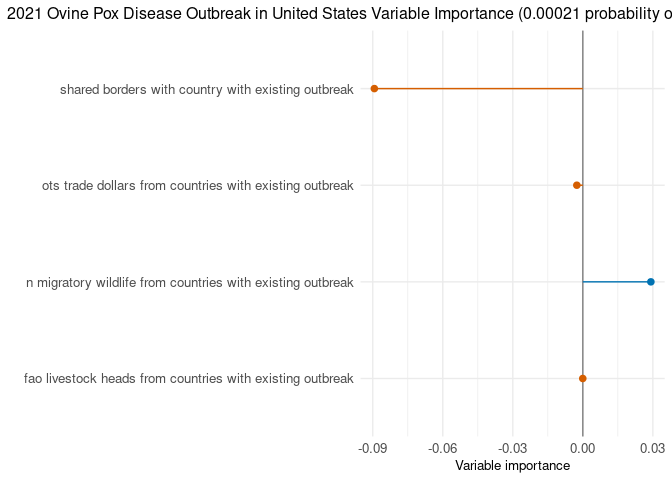 2021 Ovine Pox Disease Outbreak in United States Variable Importance (0.00021 probability o
shared borders with country with existing outbreak
ots trade dollars from countries with existing outbreak
n migratory wildlife from countries with existing outbreak
fao livestock heads from countries with existing outbreak
-0.09 -0.06 -0.03 0.00 0.03
Variable importance